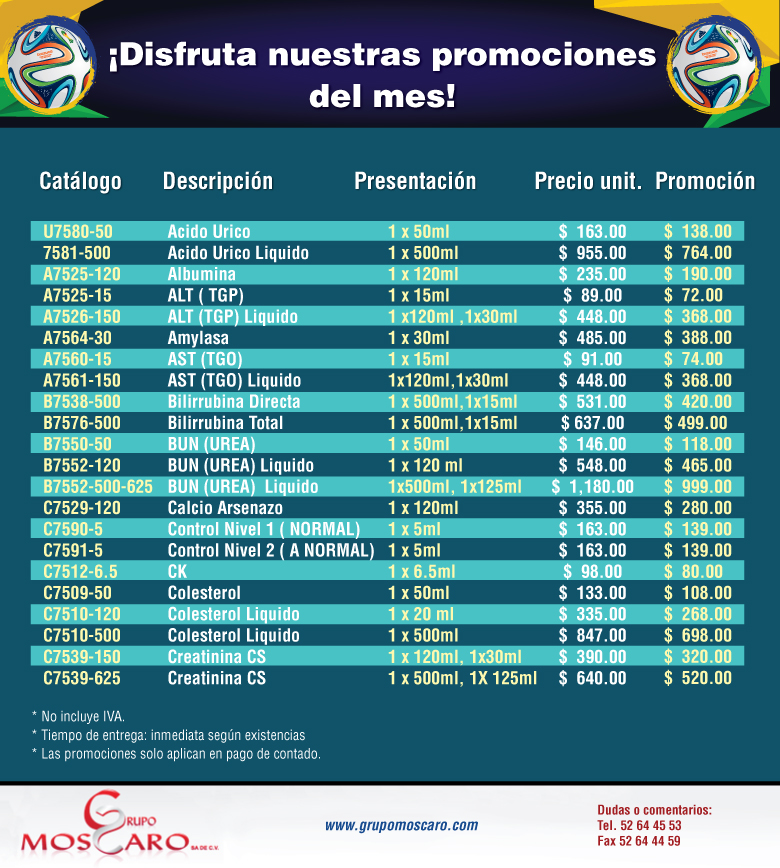 ¡Disfruta nuestras promociones
del mes!
Catálogo Descripción Presentación Precio unit. Promoción
U7580-50 Acido Urico 1 x 50ml $ 163.00 $ 138.00
7581-500 Acido Urico Liquido 1 x 500ml $ 955.00 $ 764.00
A7525-120 Albumina 1 x 120ml $ 235.00 $ 190.00
A7525-15 ALT ( TGP) 1 x 15ml $ 89.00 $ 72.00
A7526-150 ALT (TGP) Liquido 1 x120ml ,1x30ml $ 448.00 $ 368.00
A7564-30 Amylasa 1 x 30ml $ 485.00 $ 388.00
A7560-15 AST (TGO) 1 x 15ml $ 91.00 $ 74.00
A7561-150 AST (TGO) Liquido 1x120ml,1x30ml $ 448.00 $ 368.00
B7538-500 Bilirrubina Directa 1 x 500ml,1x15ml $ 531.00 $ 420.00
B7576-500 Bilirrubina Total 1 x 500ml,1x15ml $ 637.00 $ 499.00
B7550-50 BUN (UREA) 1 x 50ml $ 146.00 $ 118.00
B7552-120 BUN (UREA) Liquido 1 x 120 ml $ 548.00 $ 465.00
B7552-500-625 BUN (UREA) Liquido 1x500ml, 1x125ml $ 1,180.00 $ 999.00
C7529-120 Calcio Arsenazo 1 x 120ml $ 355.00 $ 280.00
C7590-5 Control Nivel 1 ( NORMAL) 1 x 5ml $ 163.00 $ 139.00
C7591-5 Control Nivel 2 ( A NORMAL) 1 x 5ml $ 163.00 $ 139.00
C7512-6.5 CK 1 x 6.5ml $ 98.00 $ 80.00
C7509-50 Colesterol 1 x 50ml $ 133.00 $ 108.00
C7510-120 Colesterol Liquido 1 x 20 ml $ 335.00 $ 268.00
C7510-500 Colesterol Liquido 1 x 500ml $ 847.00 $ 698.00
C7539-150 Creatinina CS 1 x 120ml, 1x30ml $ 390.00 $ 320.00
C7539-625 Creatinina CS 1 x 500ml, 1X 125ml $ 640.00 $ 520.00
* No incluye IVA.
* Tiempo de entrega: inmediata según existencias
* Las promociones solo aplican en pago de contado.
GRUPO
MOSCARO SA DE C.V.
www.grupomoscaro.com
Dudas o comentarios:
Tel. 52 64 45 53
Fax 52 64 44 59